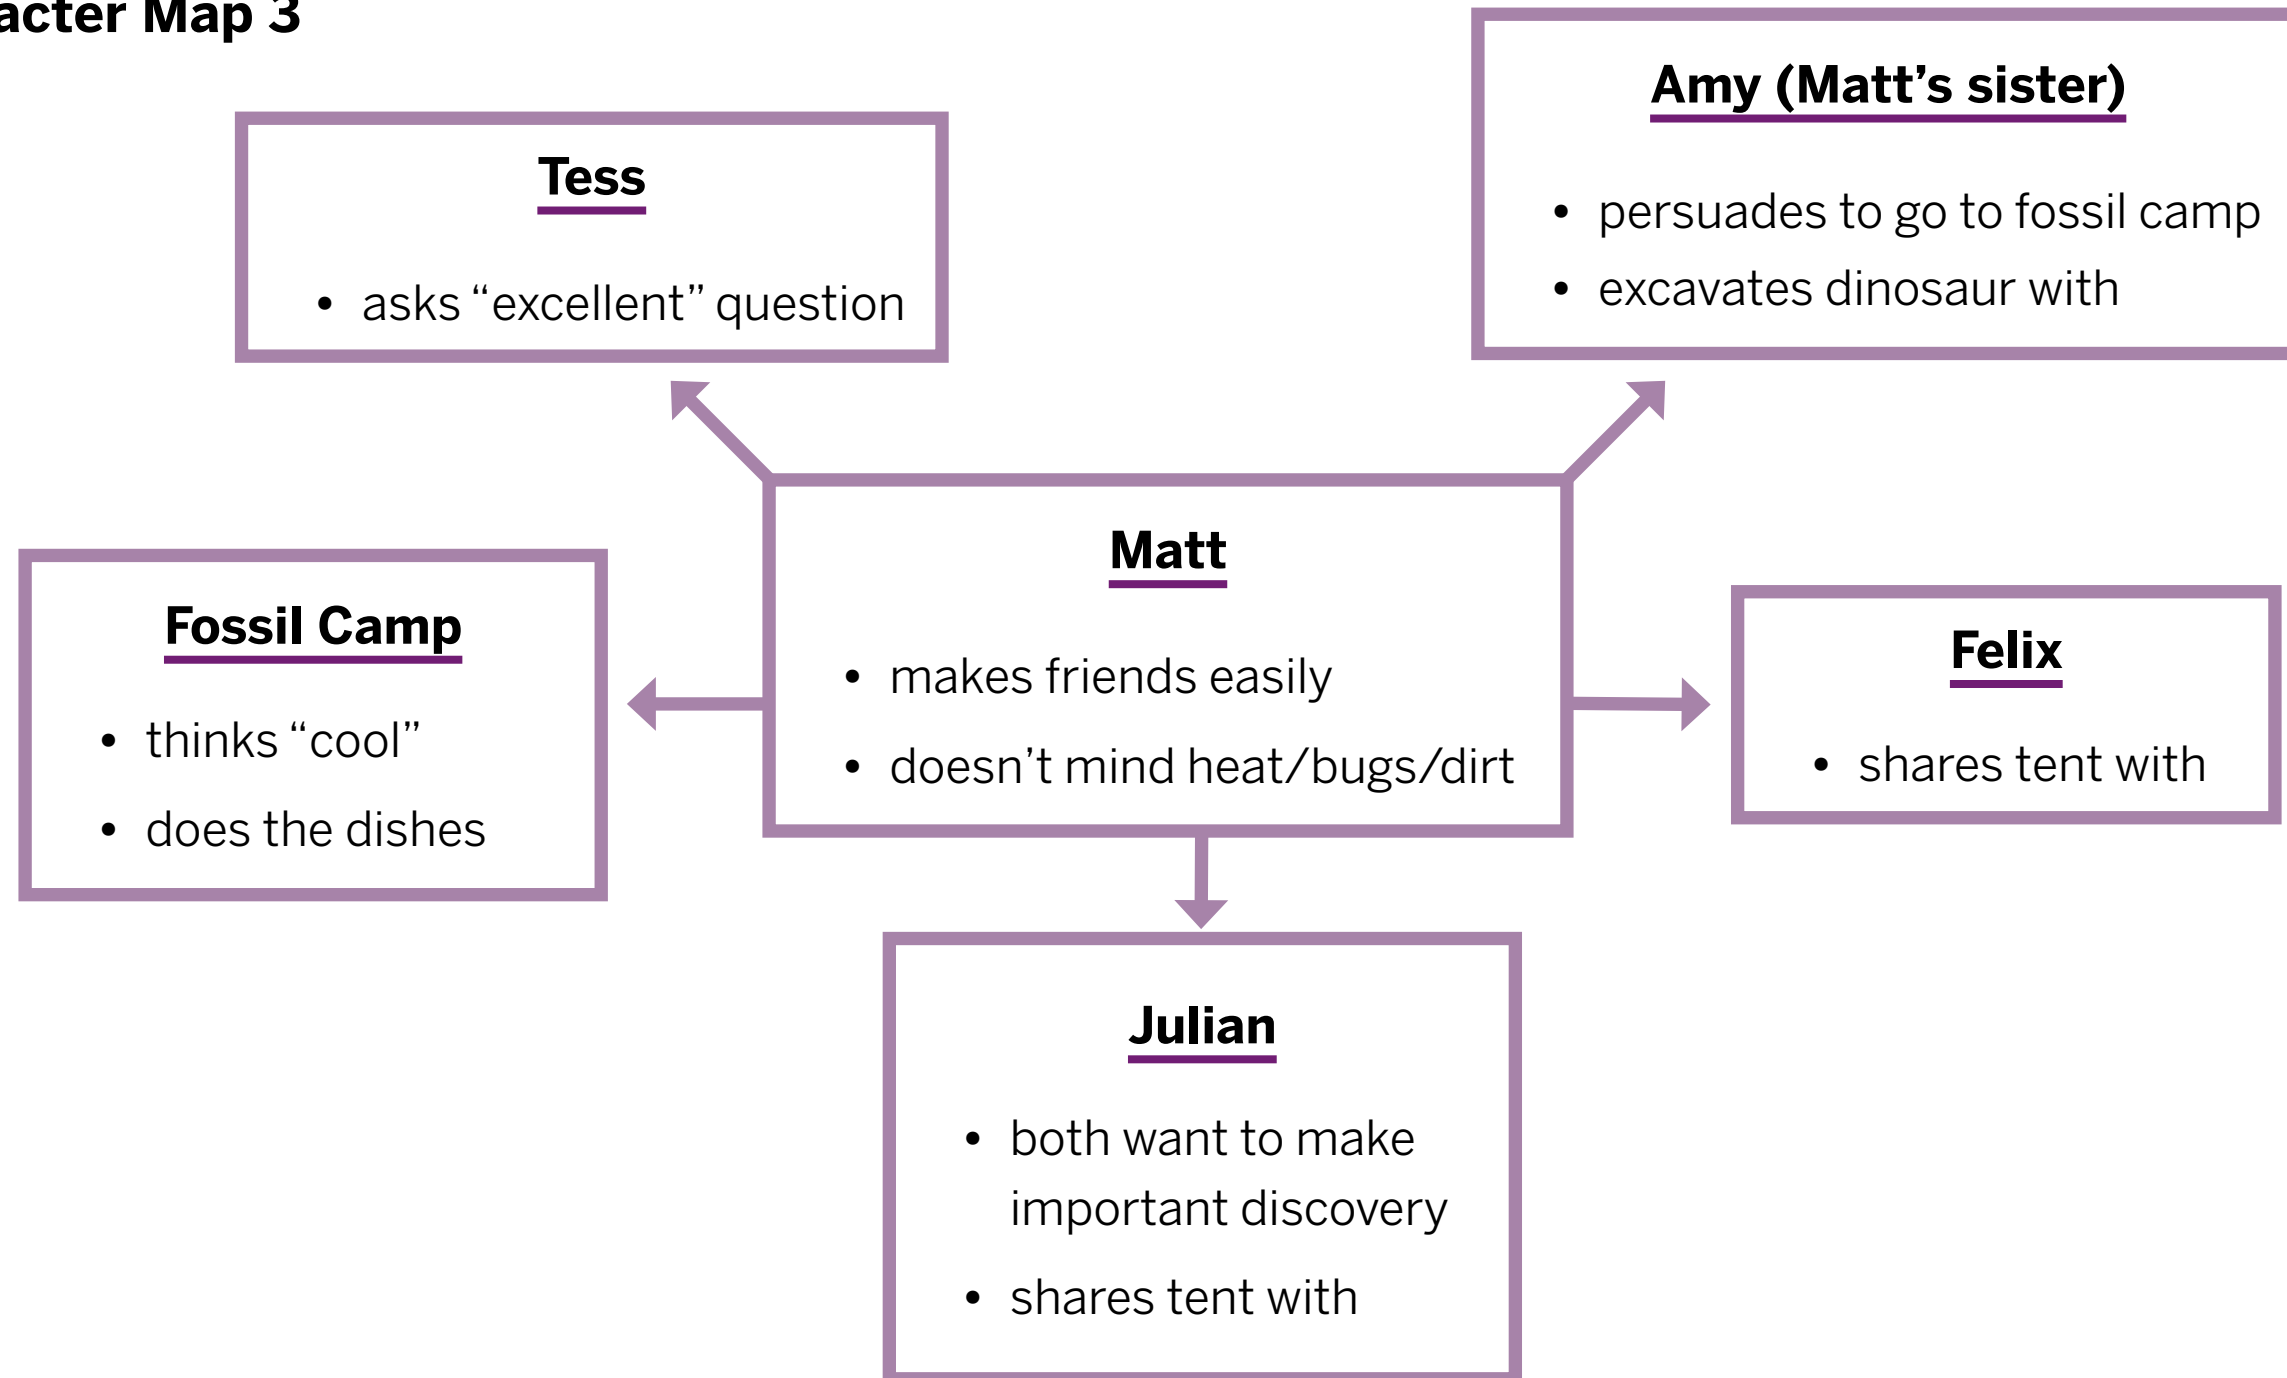 acter Map 3
Amy (Matt’s sister)
• persuades to go to fossil camp
• excavates dinosaur with
Tess
• asks “excellent” question
Matt
• makes friends easily
• doesn’t mind heat/bugs/dirt
Fossil Camp
• thinks “cool”
• does the dishes
Felix
• shares tent with
Julian
• both want to make
important discovery
• shares tent with